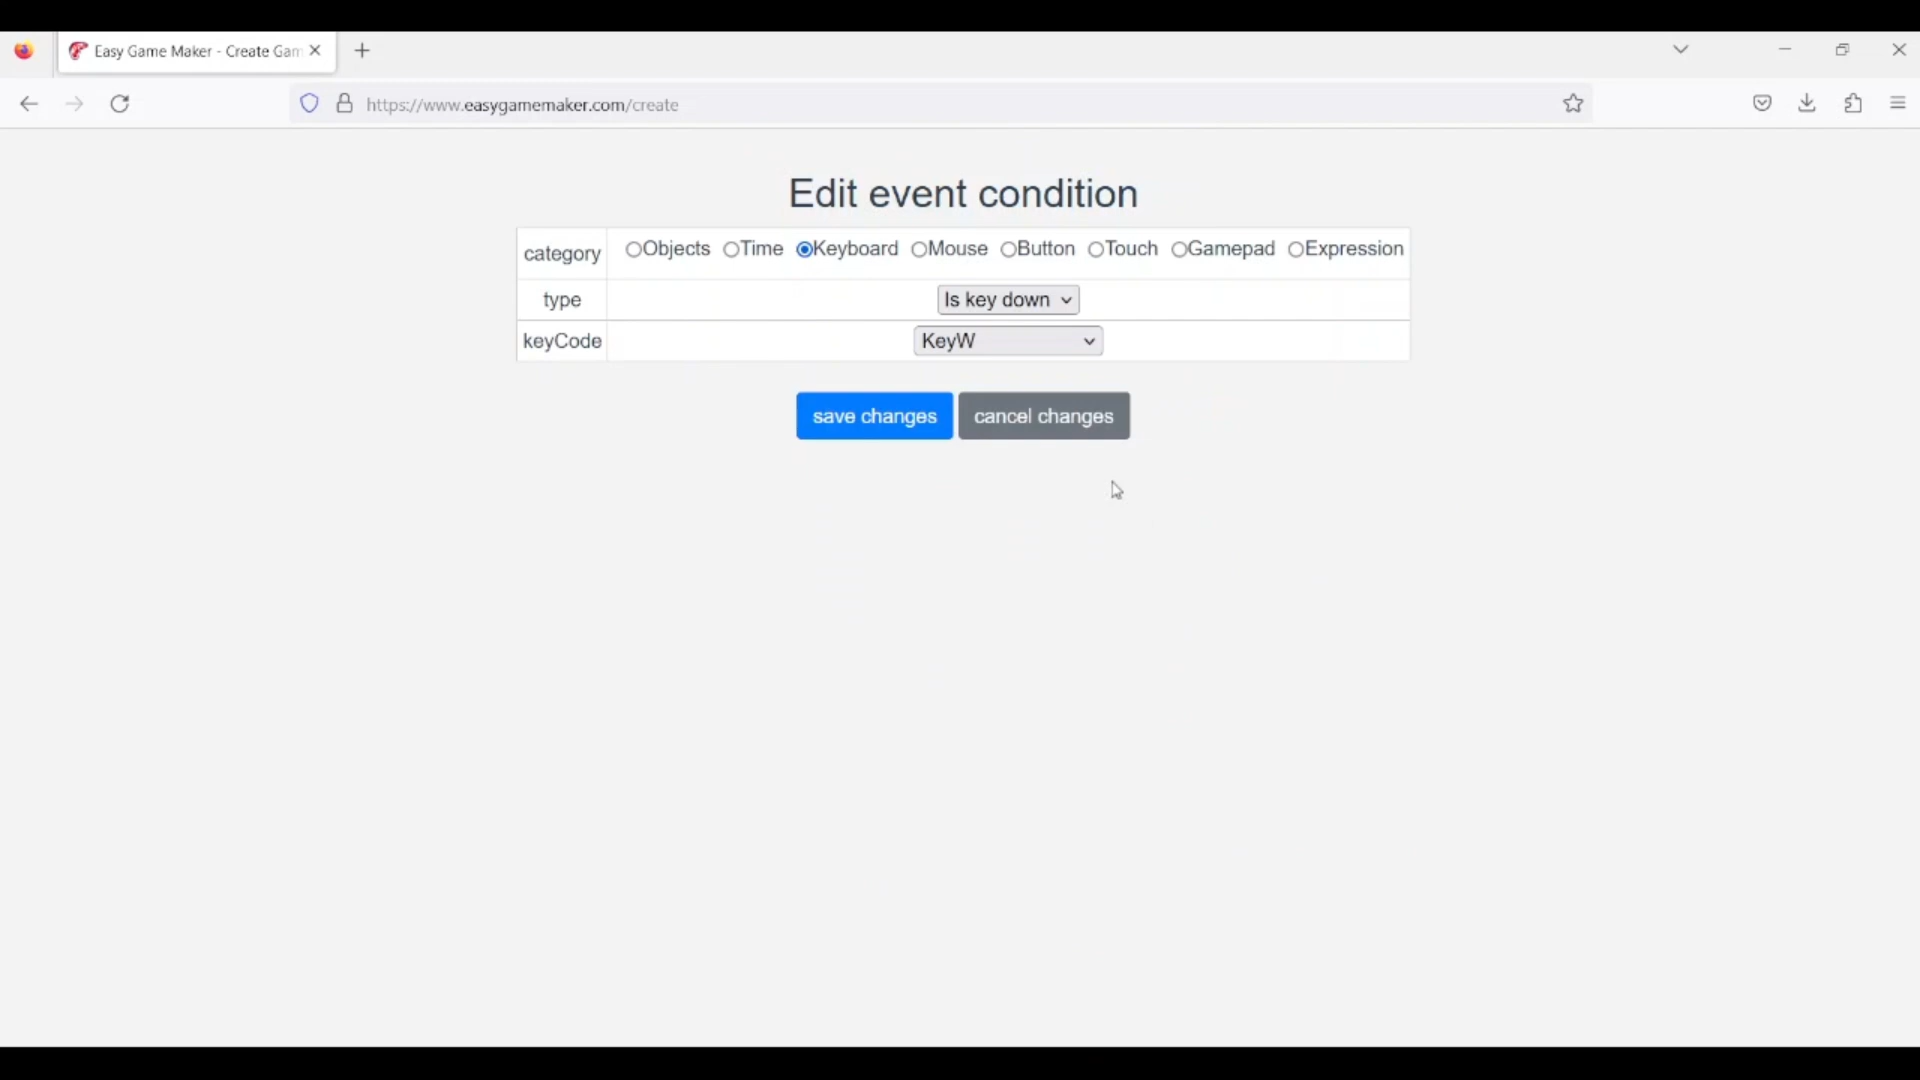 Easy Game Maker - Create Gam
https://www.easygamemaker.com/create
Edit event condition
category Objects Time Keyboard Mouse Button Touch Gamepad Expression
type Is key down
keyCode KeyW
save changes cancel changes